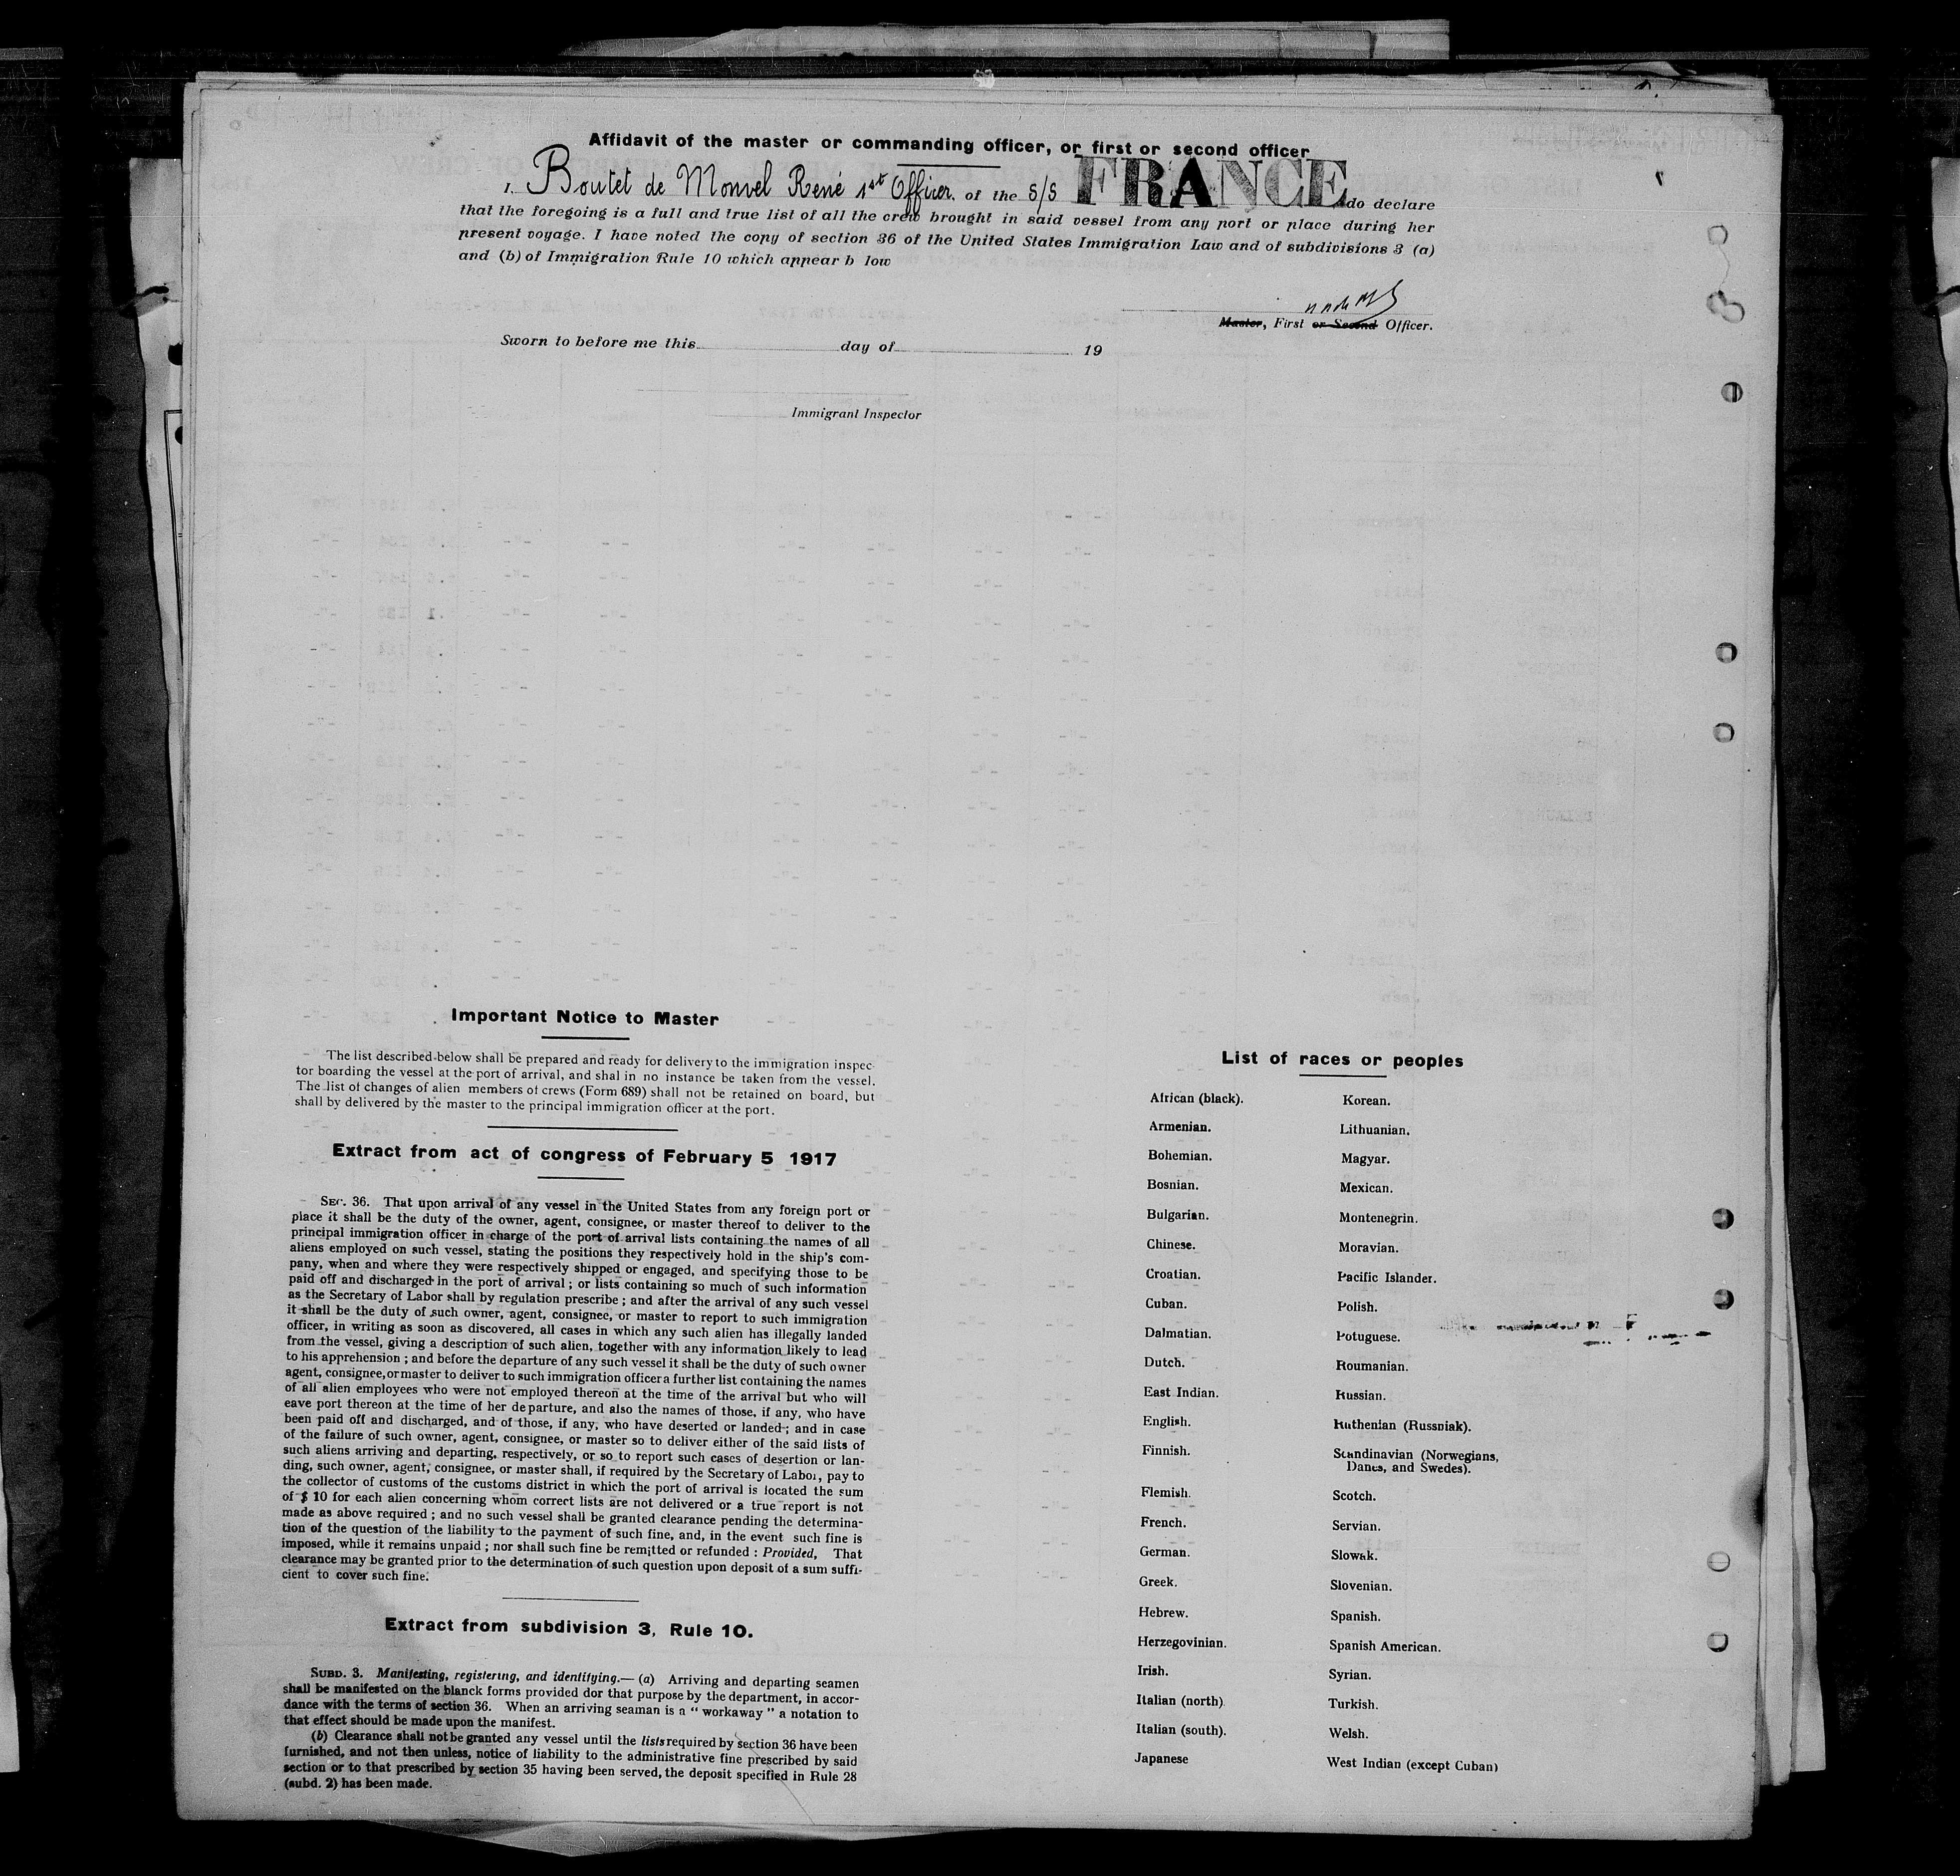 Affidavit of the master or commanding officer, or first or second officer
I. Boutet de Monvel René 1st Officer. of the S/S FRANCE do declare
that the foregoing is a full and true list of all the crew brought in said vessel from any port or place during her
present voyage. I have noted the copy of section 36 of the United States Immigration Law and of subdivisions 3 (a)
and (b) of Immigration Rule 10 which appear b low
Master, First or Second Officer.
Sworn to before me this day of 19
Immigrant Inspector
Important Notice to Master
The list described below shall be prepared and ready for delivery to the immigration inspec-
tor boarding the vessel at the port of arrival, and shal in no instance be taken from the vessel.
The list of changes of alien members of crews (Form 689) shall not be retained on board, but
shall by delivered by the master to the principal immigration officer at the port.
Extract from act of congress of February 5 1917
SEC. 36. That upon arrival of any vessel in the United States from any foreign port or
place it shall be the duty of the owner, agent, consignee, or master thereof to deliver to the
principal immigration officer in charge of the port of arrival lists containing the names of all
aliens employed on such vessel, stating the positions they respectively hold in the ship's com-
pany, when and where they were respectively shipped or engaged, and specifying those to be
paid off and discharged in the port of arrival ; or lists containing so much of such information
as the Secretary of Labor shall by regulation prescribe ; and after the arrival of any such vessel
it shall be the duty of such owner, agent, consignee, or master to report to such immigration
officer, in writing as soon as discovered, all cases in which any such alien has illegally landed
from the vessel, giving a description of such alien, together with any information likely to lead
to his apprehension ; and before the departure of any such vessel it shall be the duty of such owner
agent, consignee, or master to deliver to such immigration officer a further list containing the names
of all alien employees who were not employed thereon at the time of the arrival but who will
eave port thereon at the time of her departure, and also the names of those, if any, who have
been paid off and discharged, and of those, if any, who have deserted or landed ; and in case
of the failure of such owner, agent, consignee, or master so to deliver either of the said lists of
such aliens arriving and departing, respectively, or so to report such cases of desertion or lan-
ding, such owner, agent, consignee, or master shall, if required by the Secretary of Labor, pay to
the collector of customs of the customs district in which the port of arrival is located the sum
of $ 10 for each alien concerning whom correct lists are not delivered or a true report is not
made as above required ; and no such vessel shall be granted clearance pending the determina-
tion of the question of the liability to the payment of such fine, and, in the event such fine is
imposed, while it remains unpaid ; nor shall such fine be remitted or refunded : Provided, That
clearance may be granted prior to the determination of such question upon deposit of a sum suffi-
cient to cover such fine.
Extract from subdivision 3, Rule 10.
SUBD. 3. Manifesting, registering, and identifying.— (a) Arriving and departing seamen
shall be manifested on the blanck forms provided dor that purpose by the department, in accor-
dance with the terms of section 36. When an arriving seaman is a " workaway " a notation to
that effect should be made upon the manifest.
(b) Clearance shall not be granted any vessel until the lists required by section 36 have been
furnished, and not then unless, notice of liability to the administrative fine prescribed by said
section or to that prescribed by section 35 having been served, the deposit specified in Rule 28
(subd. 2) has been made.
List of races or peoples
African (black). Korean.
Armenian. Lithuanian.
Bohemian. Magyar.
Bosnian. Mexican.
Bulgarian. Montenegrin.
Chinese. Moravian.
Croatian. Pacific Islander.
Cuban. Polish.
Dalmatian. Potuguese.
Dutch. Roumanian.
East Indian. Russian.
English. Ruthenian (Russniak).
Finnish. Scandinavian (Norwegians,
Danes, and Swedes).
Flemish. Scotch.
French. Servian.
German. Slowak.
Greek. Slovenian.
Hebrew. Spanish.
Herzegovinian. Spanish American.
Irish. Syrian.
Italian (north) Turkish.
Italian (south). Welsh.
Japanese West Indian (except Cuban)